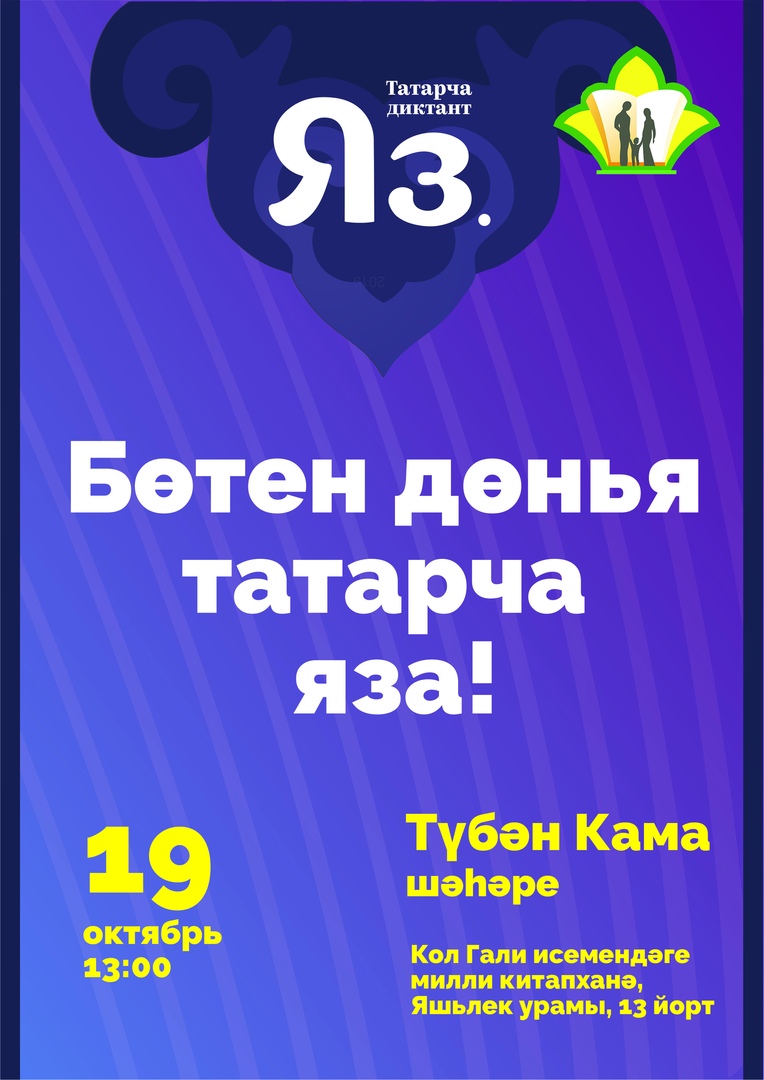 Татарча
диктант
Яз.
Бөтен дөнья
татарча
яза!
19
октябрь
13:00
Түбән Кама
шәһәре
Кол Гали исемендәге
милли китапханә,
Яшьлек урамы, 13 йорт